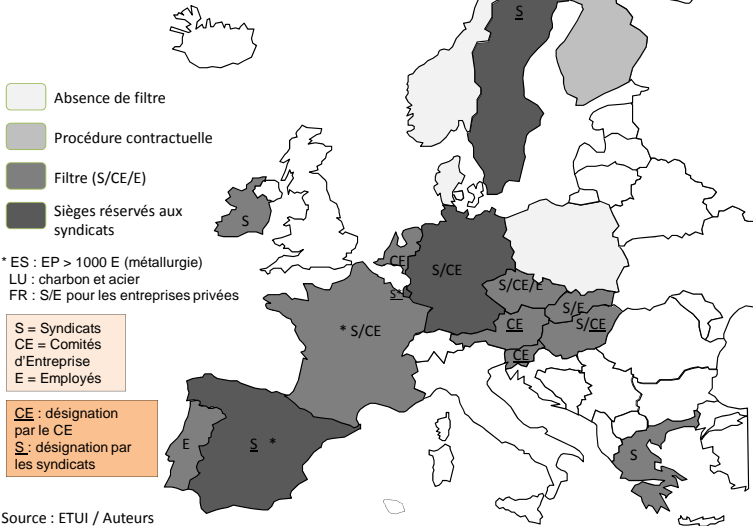 S
Absence de filtre
Procédure contractuelle
Filtre (S/CE/E)
Sièges réservés aux
syndicats
* ES : EP > 1000 E (métallurgie)
LU : charbon et acier
FR : S/E pour les entreprises privées
S = Syndicats
CE = Comités
d'Entreprise
E = Employés
CE : désignation
par le CE
S : désignation par
les syndicats
S
CE
S/CE
S*
S/CE/E
S/E
* S/CE
CE
S/CE
CE
E
S *
S
Source : ETUI / Auteurs